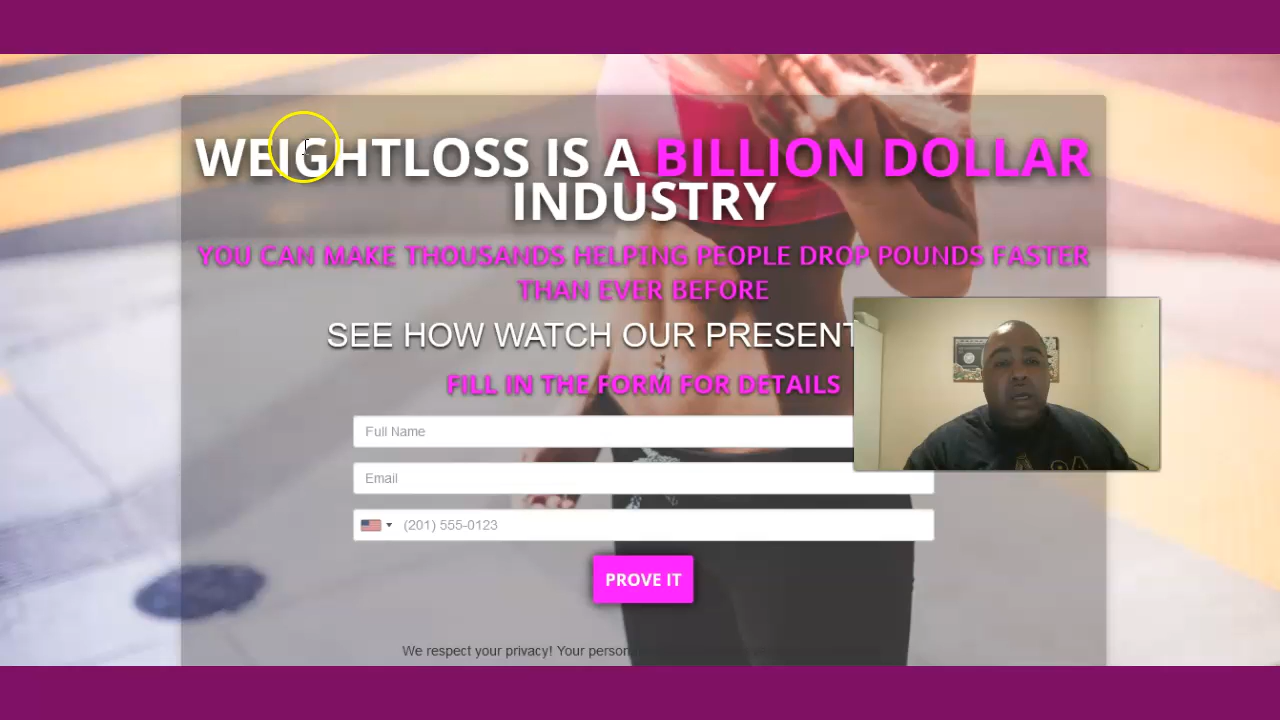 WEIGHTLOSS IS A BILLION DOLLAR
INDUSTRY
YOU CAN MAKE THOUSANDS HELPING PEOPLE DROP POUNDS FASTER
THAN EVER BEFORE
SEE HOW WATCH OUR PRESENT
FILL IN THE FORM FOR DETAILS
Full Name
Email
(201) 555-0123
PROVE IT
We respect your privacy! Your person